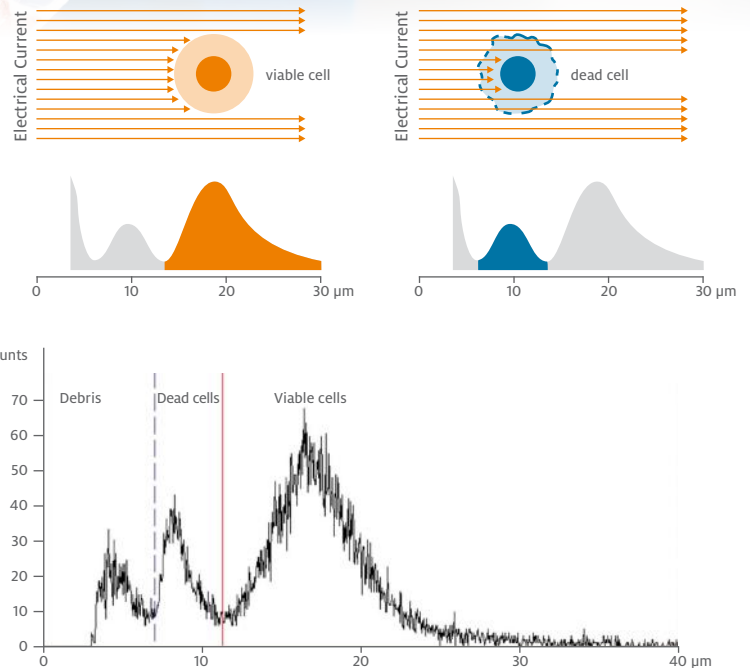 Electrical Current
viable cell
0 10 20 30 µm
Electrical Current
dead cell
0 10 20 30 µm
unts
Debris
Dead cells
Viable cells
70
60
50
40
30
20
10
0
0 10 20 30 40 µm